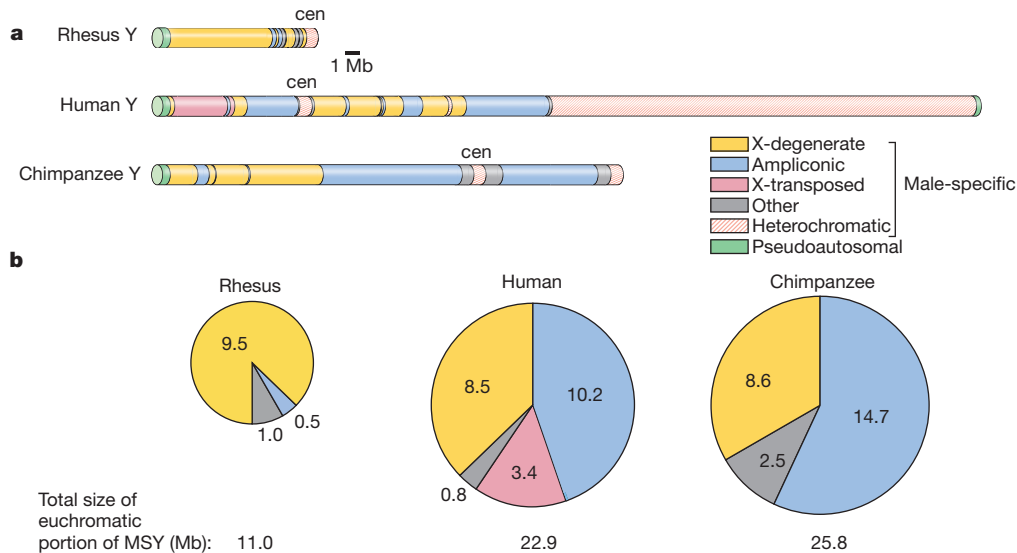 a
cen
Rhesus Y
1 Mb
cen
Human Y
cen
Chimpanzee Y
X-degenerate
Ampliconic
X-transposed
Other
Heterochromatic
Pseudoautosomal
Male-specific
b
Rhesus
Human
Chimpanzee
9.5
0.5
1.0
8.5
10.2
0.8
3.4
8.6
14.7
2.5
Total size of
euchromatic
portion of MSY (Mb): 11.0 22.9 25.8